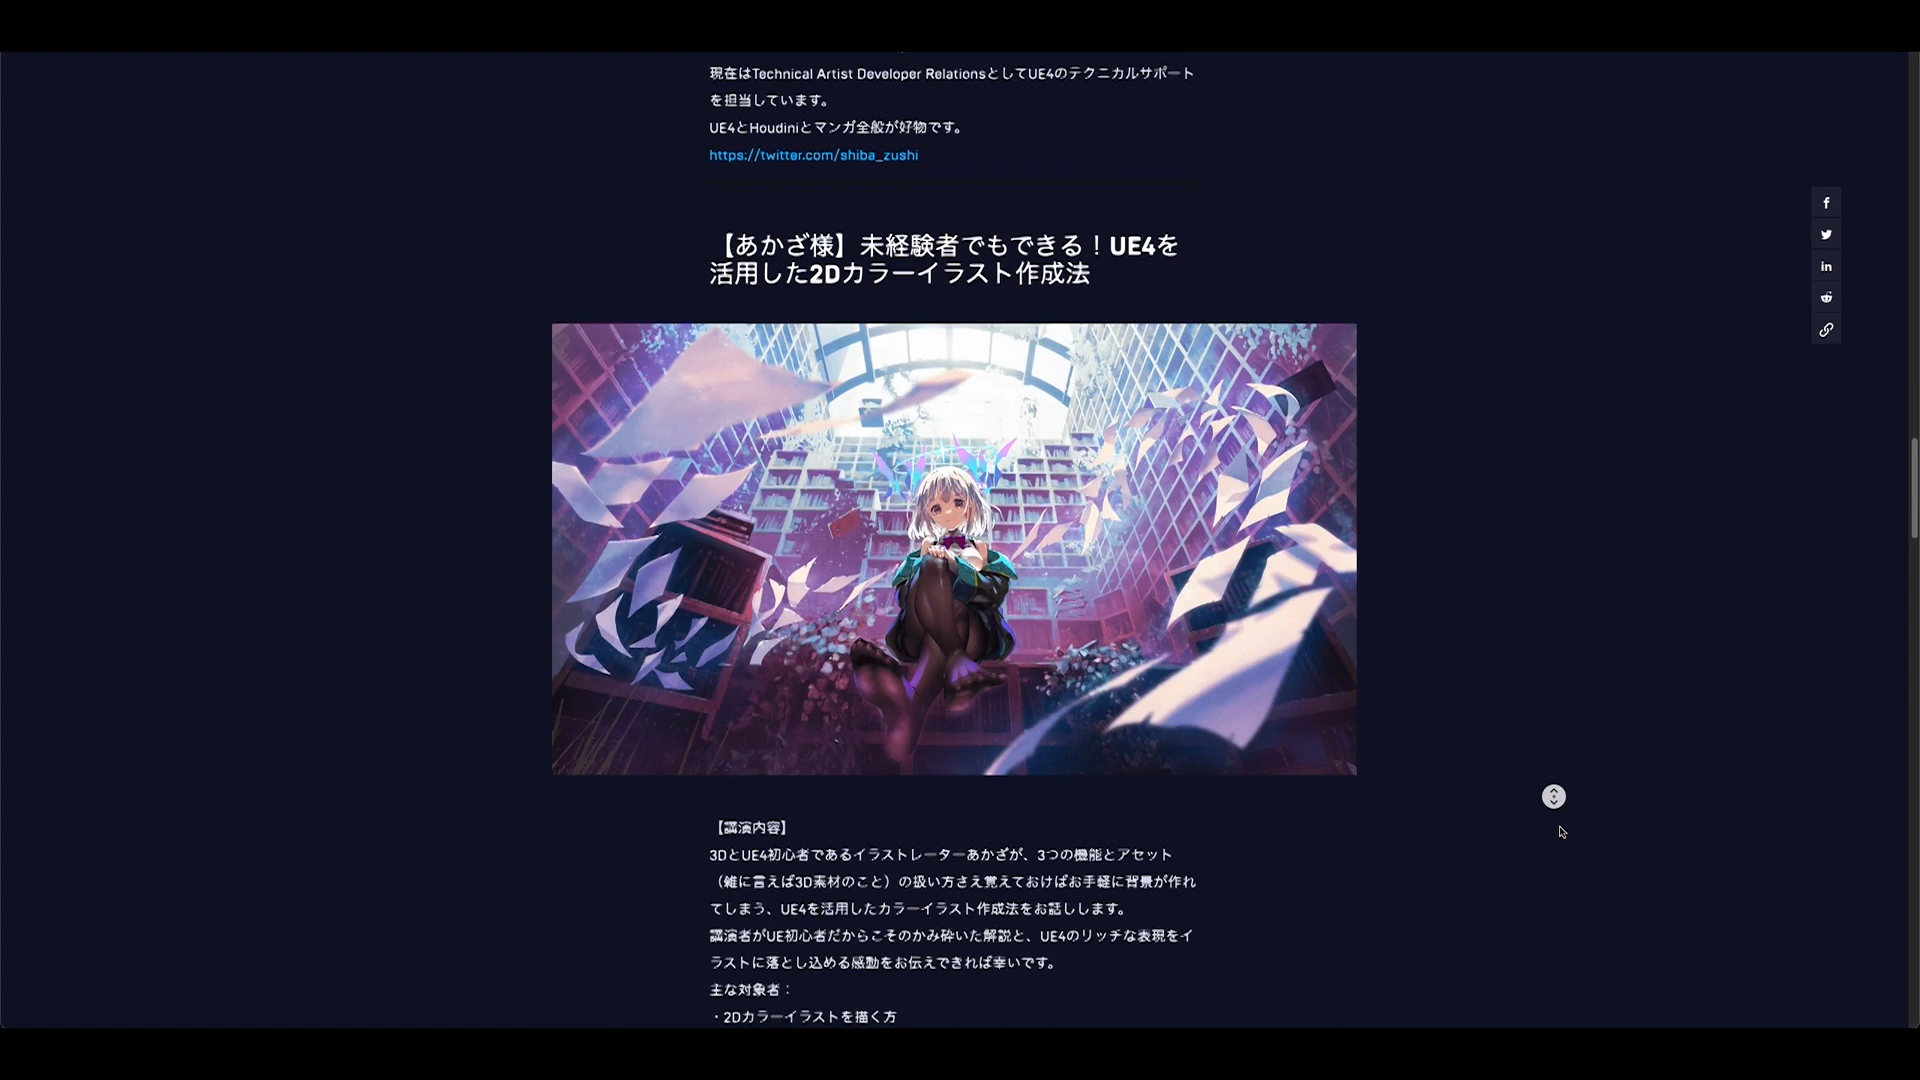 現在はTechnical Artist Developer RelationsとしてUE4のテクニカルサポート
を担当しています。
UE4とHoudiniとマンガ全般が好物です。
https://twitter.com/shiba_zushi
【あかざ様】未経験者でもできる！UE4を
活用した2Dカラーイラスト作成法
【講演内容】
3DとUE4初心者であるイラストレーターあかざが、3つの機能とアセット
（雑に言えば3D素材のこと）の扱い方さえ覚えておけばお手軽に背景が作れ
てしまう、UE4を活用したカラーイラスト作成法をお話しします。
講演者がUE初心者だからこそのかみ砕いた解説と、UE4のリッチな表現をイ
ラストに落とし込める感動をお伝えできれば幸いです。
主な対象者：
・2Dカラーイラストを描く方